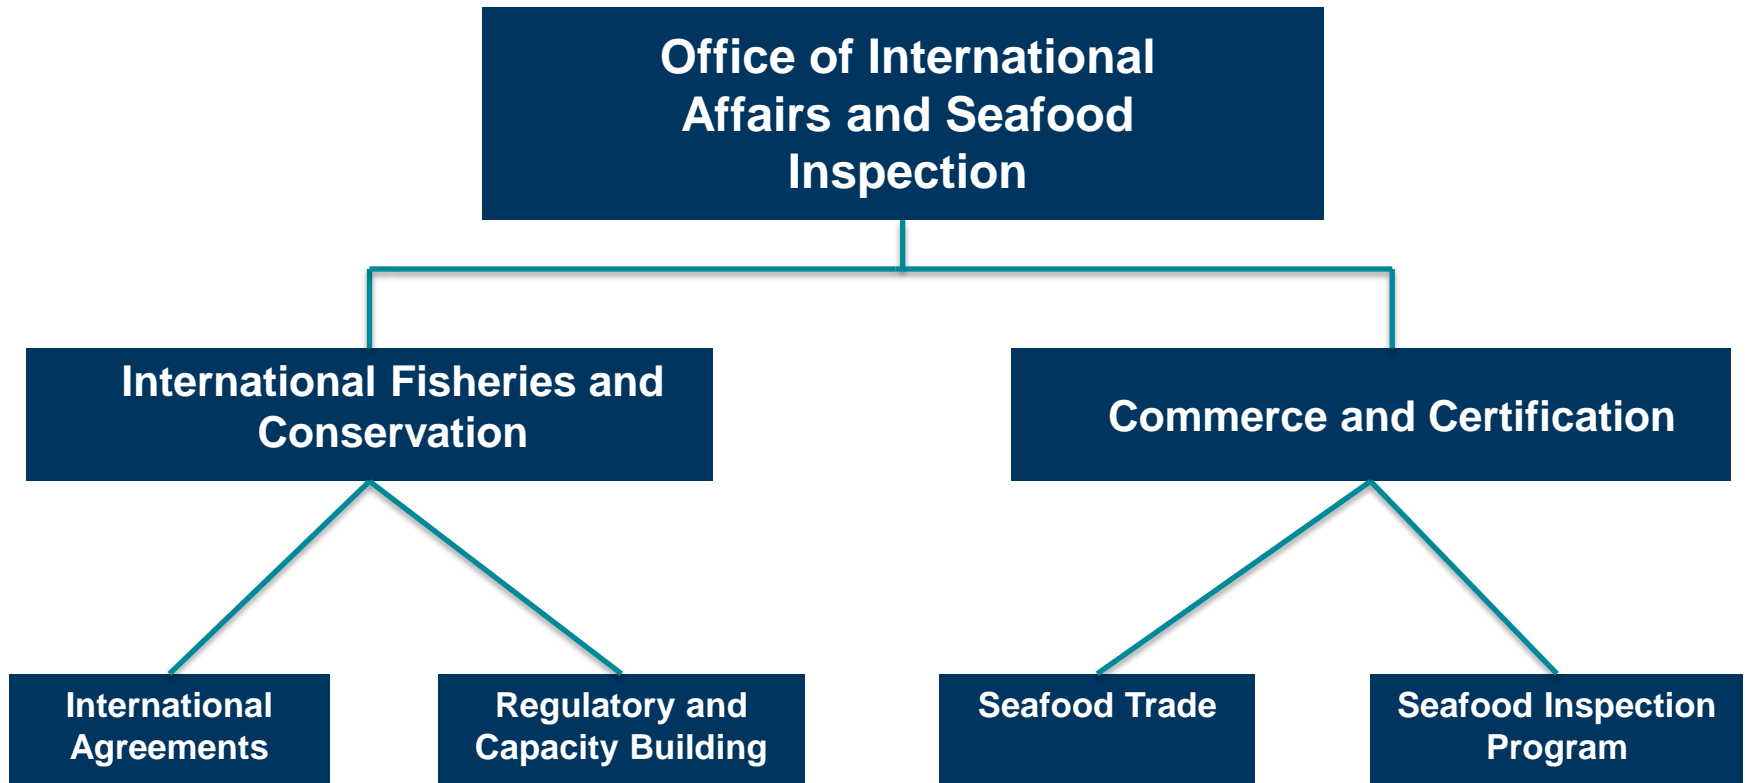 Office of International
Affairs and Seafood
Inspection
International Fisheries and
Conservation
Commerce and Certification
International
Agreements
Regulatory and
Capacity Building
Seafood Trade
Seafood Inspection
Program